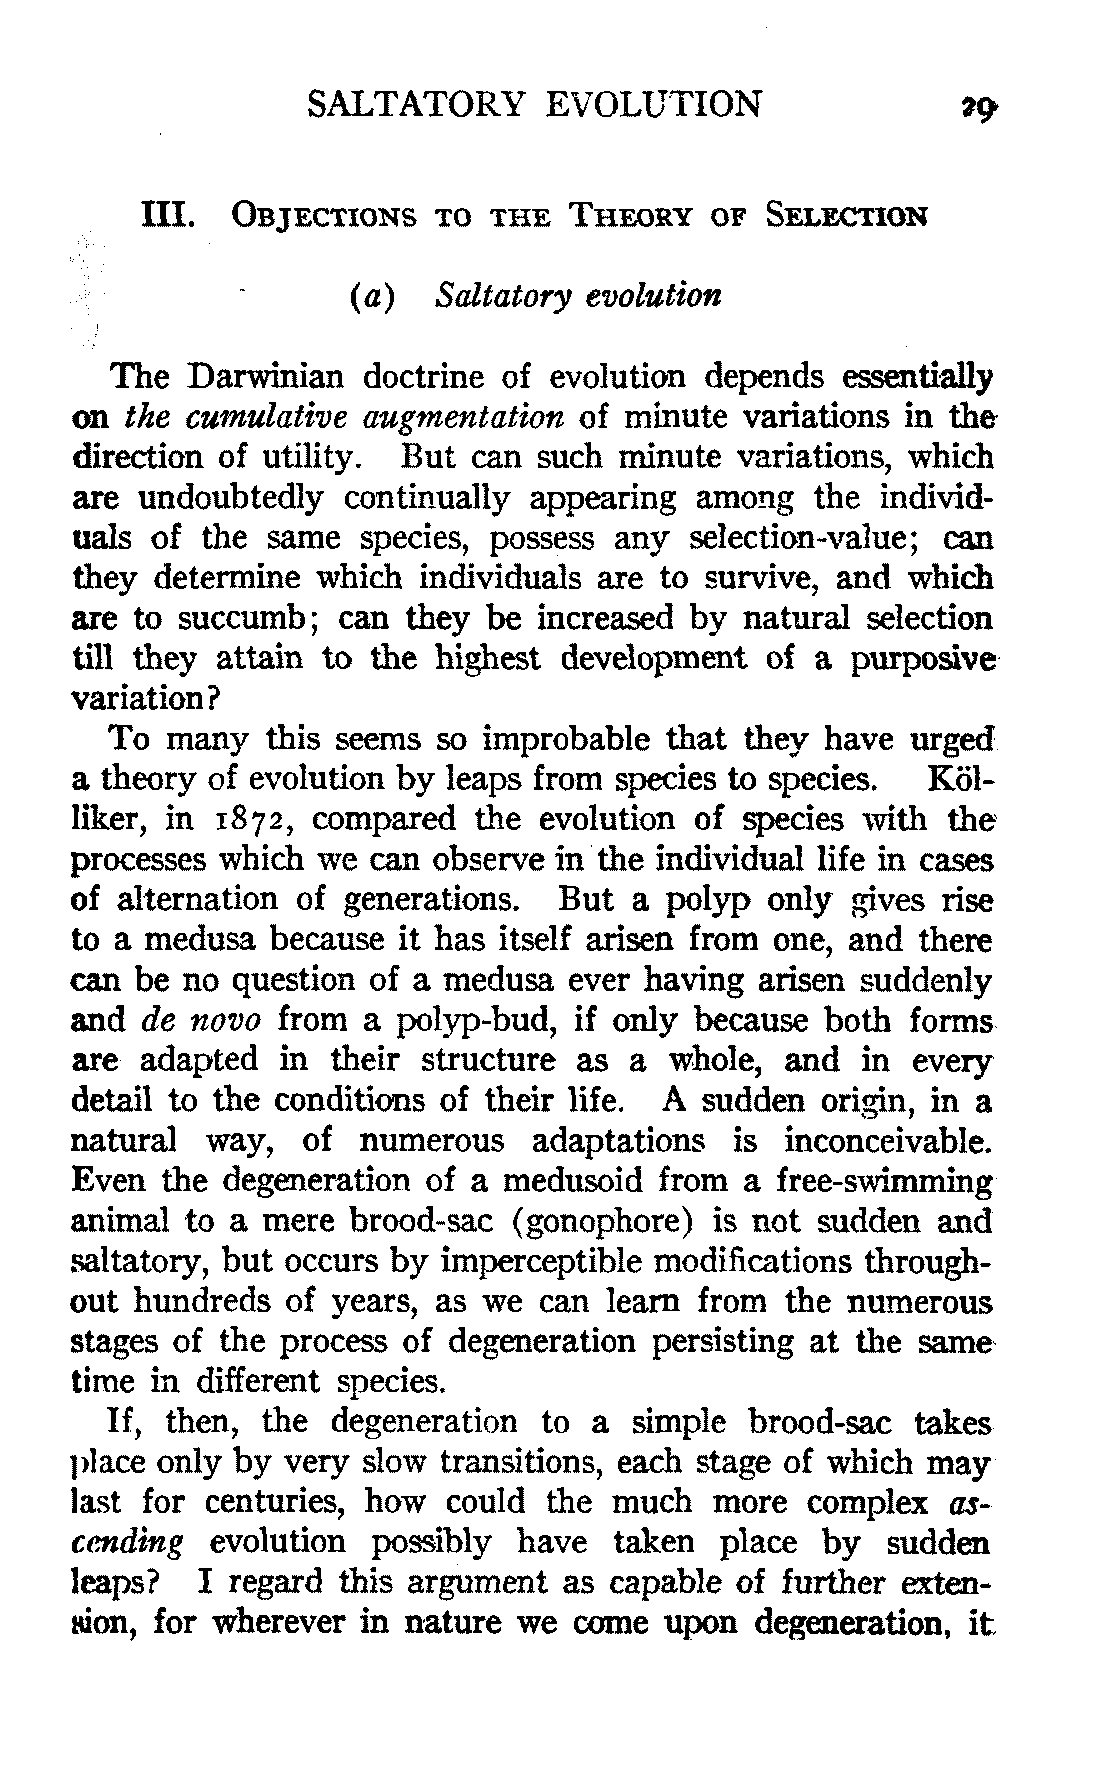 SALTATORY EVOLUTION 29
III. OBJECTIONS TO THE THEORY OF SELECTION
(a) Saltatory evolution
The Darwinian doctrine of evolution depends essentially
on the cumulative augmentation of minute variations in the
direction of utility. But can such minute variations, which
are undoubtedly continually appearing among the individ-
uals of the same species, possess any selection-value; can
they determine which individuals are to survive, and which
are to succumb; can they be increased by natural selection
till they attain to the highest development of a purposive
variation?
To many this seems so improbable that they have urged
a theory of evolution by leaps from species to species. Köl-
liker, in 1872, compared the evolution of species with the
processes which we can observe in the individual life in cases
of alternation of generations. But a polyp only gives rise
to a medusa because it has itself arisen from one, and there
can be no question of a medusa ever having arisen suddenly
and de novo from a polyp-bud, if only because both forms
are adapted in their structure as a whole, and in every
detail to the conditions of their life. A sudden origin, in a
natural way, of numerous adaptations is inconceivable.
Even the degeneration of a medusoid from a free-swimming
animal to a mere brood-sac (gonophore) is not sudden and
saltatory, but occurs by imperceptible modifications through-
out hundreds of years, as we can learn from the numerous
stages of the process of degeneration persisting at the same
time in different species.
If, then, the degeneration to a simple brood-sac takes
place only by very slow transitions, each stage of which may
last for centuries, how could the much more complex as-
cending evolution possibly have taken place by sudden
leaps? I regard this argument as capable of further exten-
sion, for wherever in nature we come upon degeneration, it